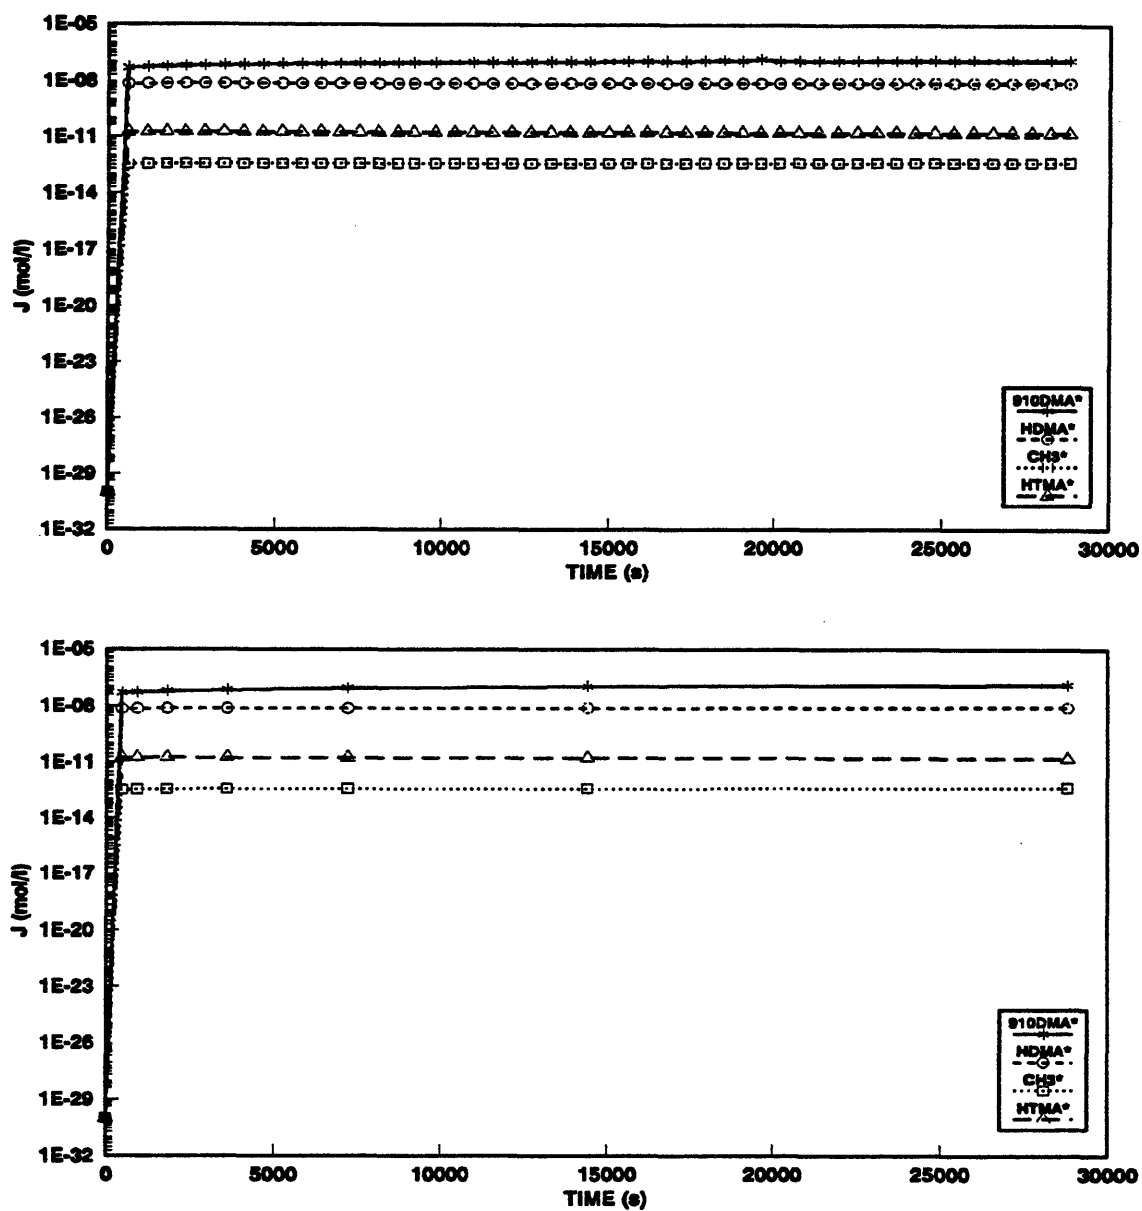 1E-05
1E-08
1E-11
1E-14
1E-17
1E-20
1E-23
1E-26
1E-29
1E-32
J (mol/l)
910DMA*
HDMA*
CH3*
HTMA*
0 5000 10000 15000 20000 25000 30000
TIME (s)
1E-05
1E-08
1E-11
1E-14
1E-17
1E-20
1E-23
1E-26
1E-29
1E-32
J (mol/l)
910DMA*
HDMA*
CH3*
HTMA*
0 5000 10000 15000 20000 25000 30000
TIME (s)